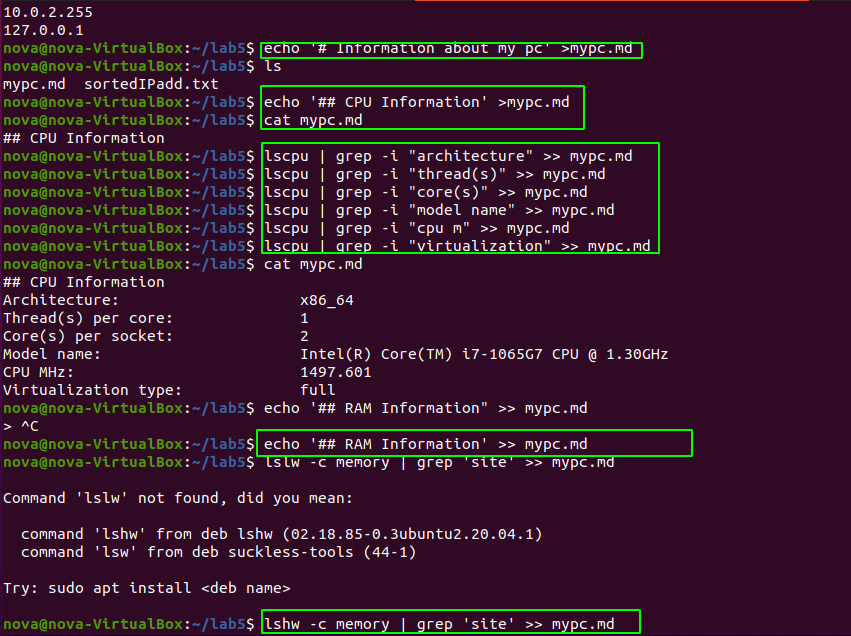 10.0.2.255
127.0.0.1
nova@nova-VirtualBox:~/lab5$ echo '# Information about my pc' >mypc.md
nova@nova-VirtualBox:~/lab5$ ls
mypc.md  sortedIPadd.txt
nova@nova-VirtualBox:~/lab5$ echo '## CPU Information' >mypc.md
nova@nova-VirtualBox:~/lab5$ cat mypc.md
## CPU Information
nova@nova-VirtualBox:~/lab5$ lscpu | grep -i "architecture" >> mypc.md
nova@nova-VirtualBox:~/lab5$ lscpu | grep -i "thread(s)" >> mypc.md
nova@nova-VirtualBox:~/lab5$ lscpu | grep -i "core(s)" >> mypc.md
nova@nova-VirtualBox:~/lab5$ lscpu | grep -i "model name" >> mypc.md
nova@nova-VirtualBox:~/lab5$ lscpu | grep -i "cpu m" >> mypc.md
nova@nova-VirtualBox:~/lab5$ lscpu | grep -i "virtualization" >> mypc.md
nova@nova-VirtualBox:~/lab5$ cat mypc.md
## CPU Information
Architecture:                    x86_64
Thread(s) per core:              1
Core(s) per socket:              2
Model name:                      Intel(R) Core(TM) i7-1065G7 CPU @ 1.30GHz
CPU MHz:                         1497.601
Virtualization type:             full
nova@nova-VirtualBox:~/lab5$ echo '## RAM Information" >> mypc.md
> ^C
nova@nova-VirtualBox:~/lab5$ echo '## RAM Information' >> mypc.md
nova@nova-VirtualBox:~/lab5$ lslw -c memory | grep 'site' >> mypc.md
Command 'lslw' not found, did you mean:
  command 'lshw' from deb lshw (02.18.85-0.3ubuntu2.20.04.1)
  command 'lsw' from deb suckless-tools (44-1)
Try: sudo apt install <deb name>
nova@nova-VirtualBox:~/lab5$ lshw -c memory | grep 'site' >> mypc.md